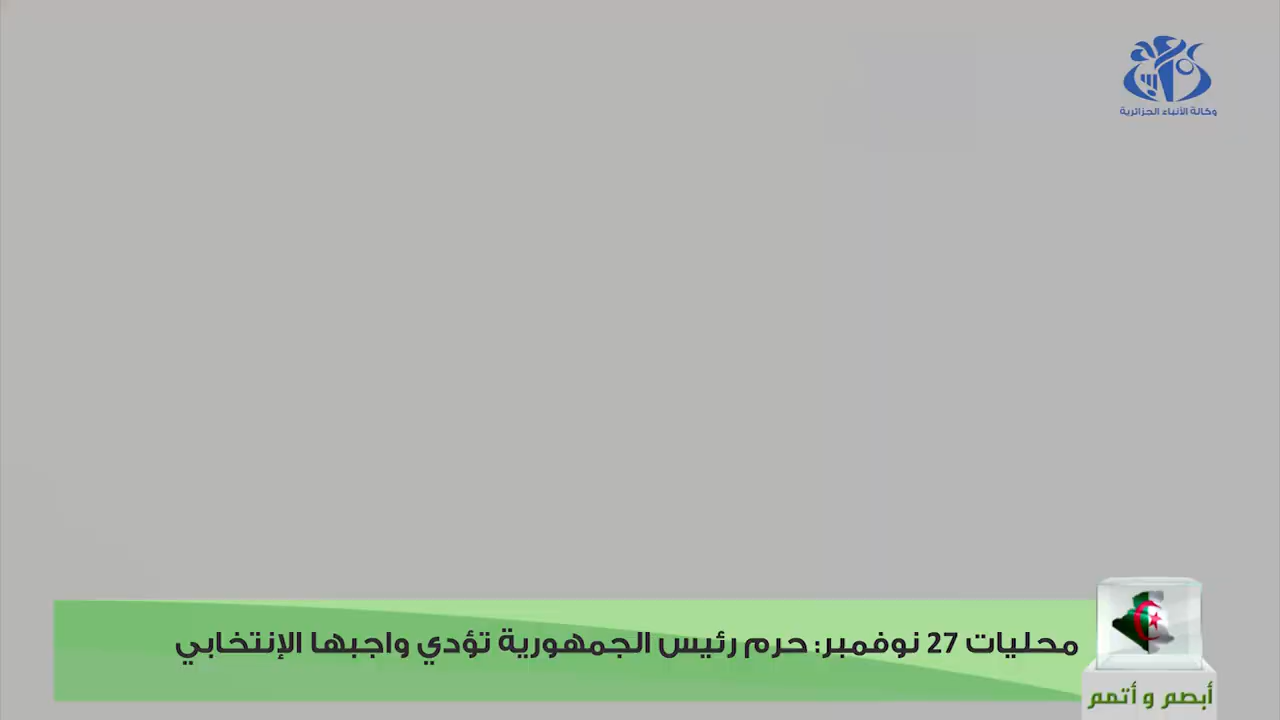 وكالة الأنباء الجزائرية
محليات 27 نوفمبر: حرم رئيس الجمهورية تؤدي واجبها الإنتخابي
أبصم و أتمم